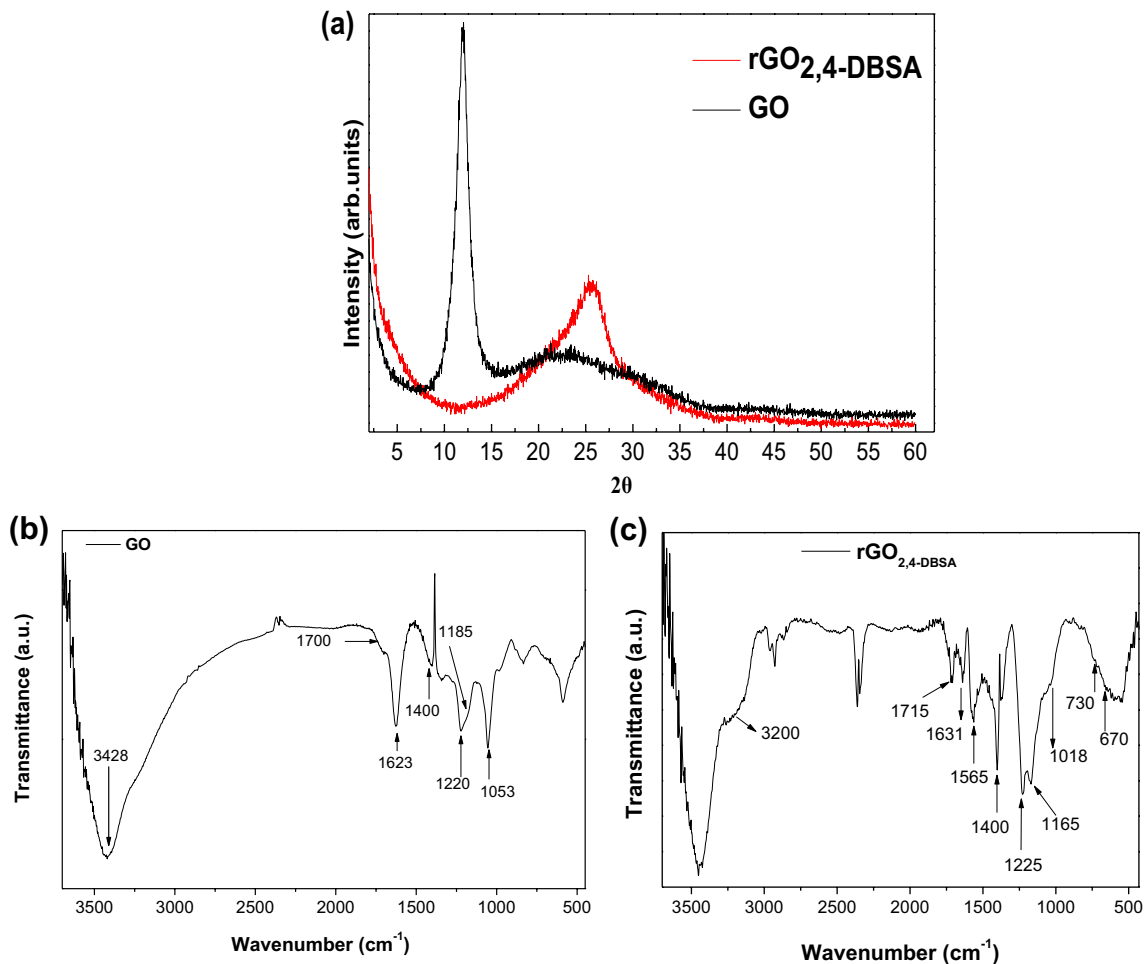 (a)
rGO2,4-DBSA
GO
Intensity (arb.units)
5 10 15 20 25 30 35 40 45 50 55 60
2θ
(b)
GO
1700
1185
1400
3428
1623
1220
1053
Transmittance (a.u.)
3500 3000 2500 2000 1500 1000 500
Wavenumber (cm-1)
(c)
rGO2,4-DBSA
3200
1715
1631
1565
1400
1225
1165
1018
730
670
Transmittance (a.u.)
3500 3000 2500 2000 1500 1000 500
Wavenumber (cm-1)